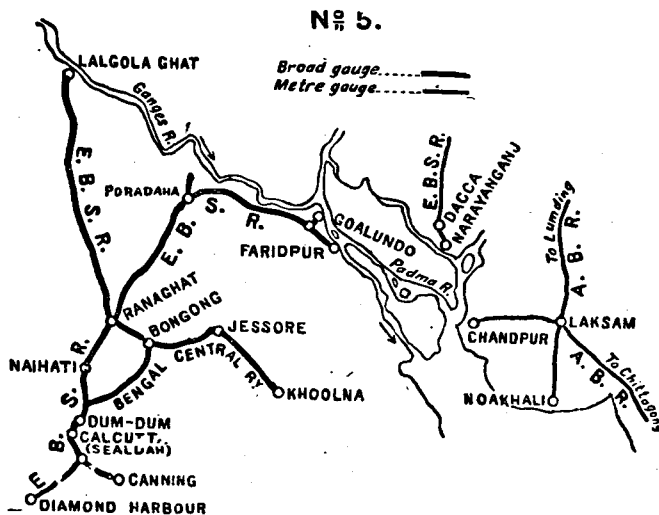 No 5.
LALGOLA GHAT
Broad gauge
Metre gauge
Ganges R.
E. B. S. R.
PORADAHA
E. B. S. R.
GOALUNDO
FARIDPUR
Padma R.
E. B. S. R.
DACCA
NARAYANGANJ
To Lumding
A. B. R.
RANAGHAT
BONGONG
JESSORE
CHANDPUR
LAKSAM
NAIHATI
BENGAL CENTRAL RY
KHOOLNA
NOAKHALI
A. B. R.
To Chittagong
DUM-DUM
CALCUTT.
(SEALDAH)
E. B. S. R.
CANNING
DIAMOND HARBOUR